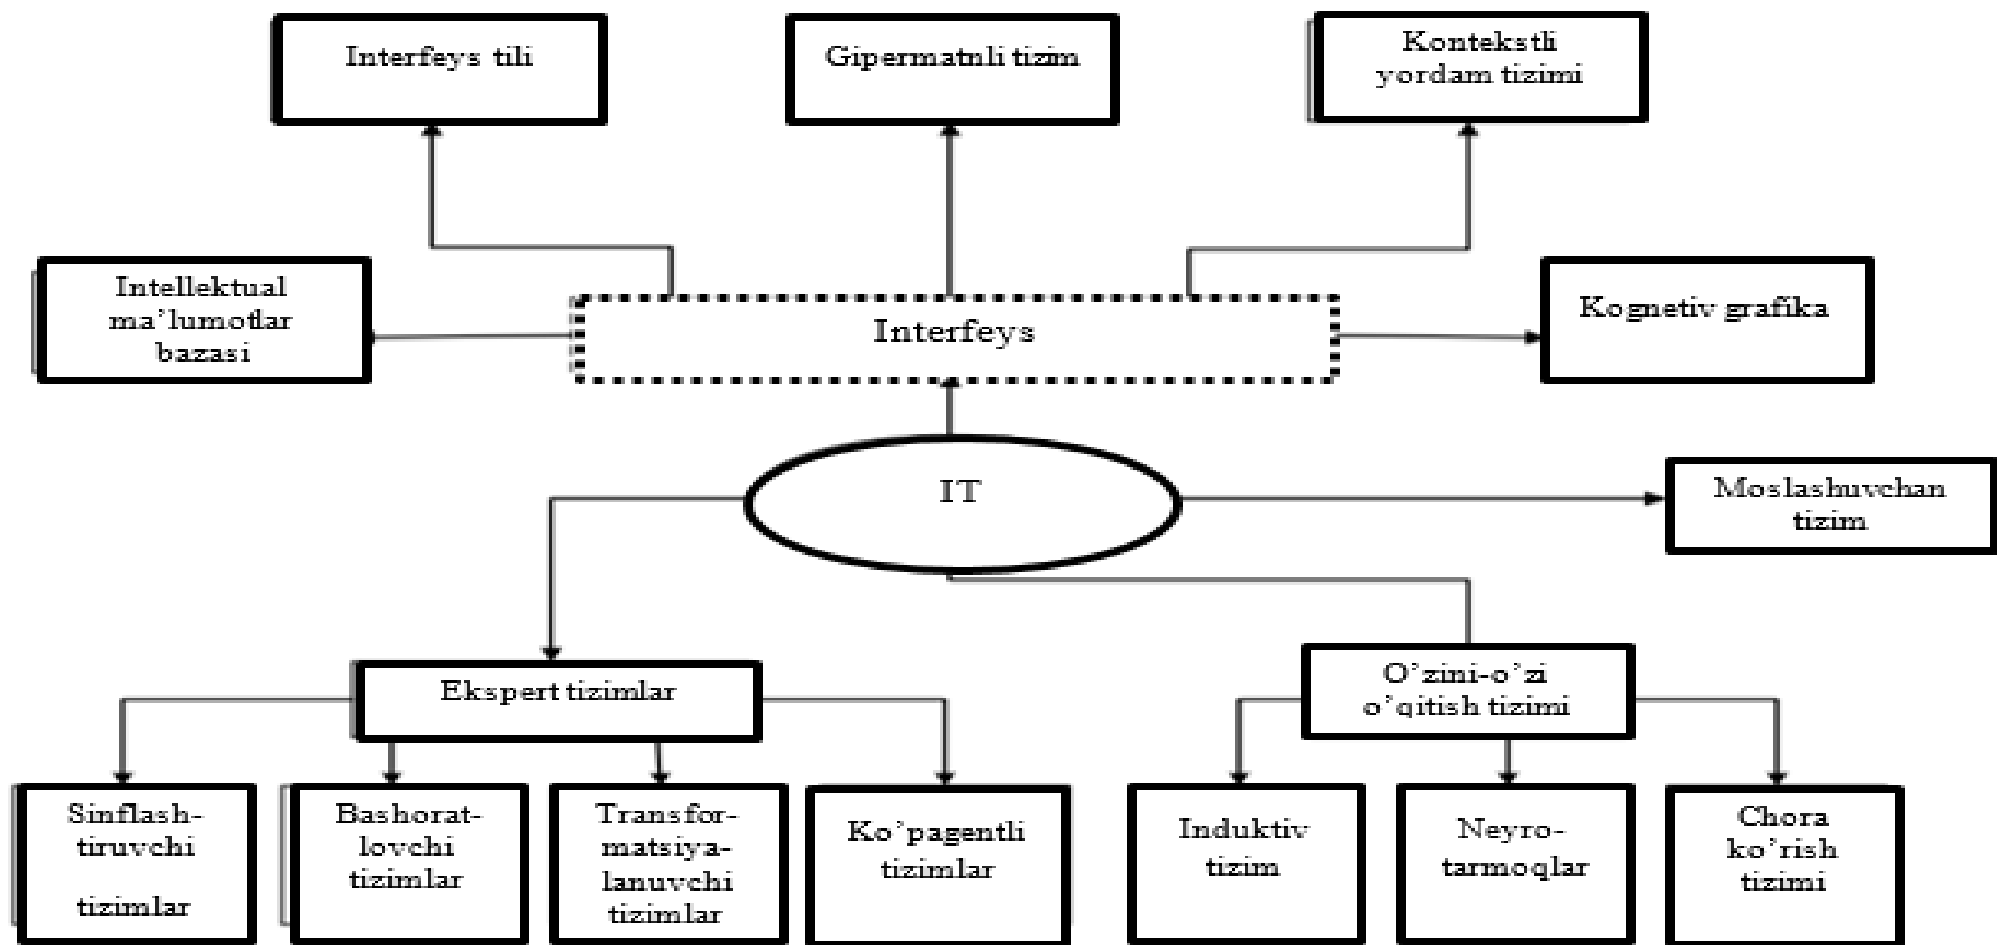 Interfeys tili
Gipermatnli tizim
Kontekstli
yordam tizimi
Intellektual
ma’lumotlar
bazasi
Interfeys
Kognetiv grafika
IT
Moslashuvchan
tizim
Ekspert tizimlar
O’zini-o’zi
o’qitish tizimi
Sinflash-
tiruvchi
tizimlar
Bashorat-
lovchi
tizimlar
Transfor-
matsiya-
lanuvchi
tizimlar
Ko’pagentli
tizimlar
Induktiv
tizim
Neyro-
tarmoqlar
Chora
ko’rish
tizimi